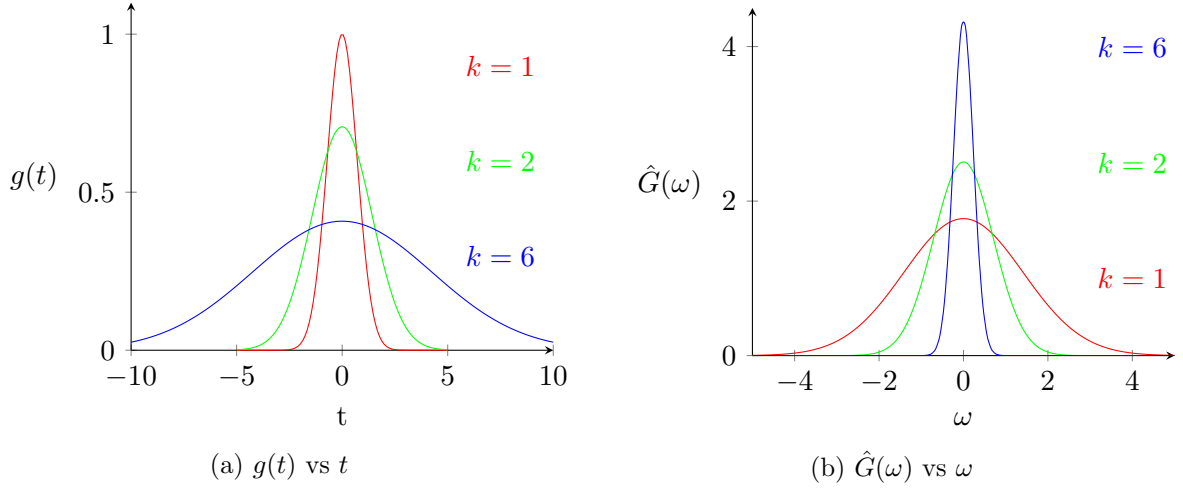 1
0.5
0
g(t)
k = 1
k = 2
k = 6
−10
−5
0
5
10
t
(a) g(t) vs t
4
2
0
Ĝ(ω)
k = 6
k = 2
k = 1
−4
−2
0
2
4
ω
(b) Ĝ(ω) vs ω